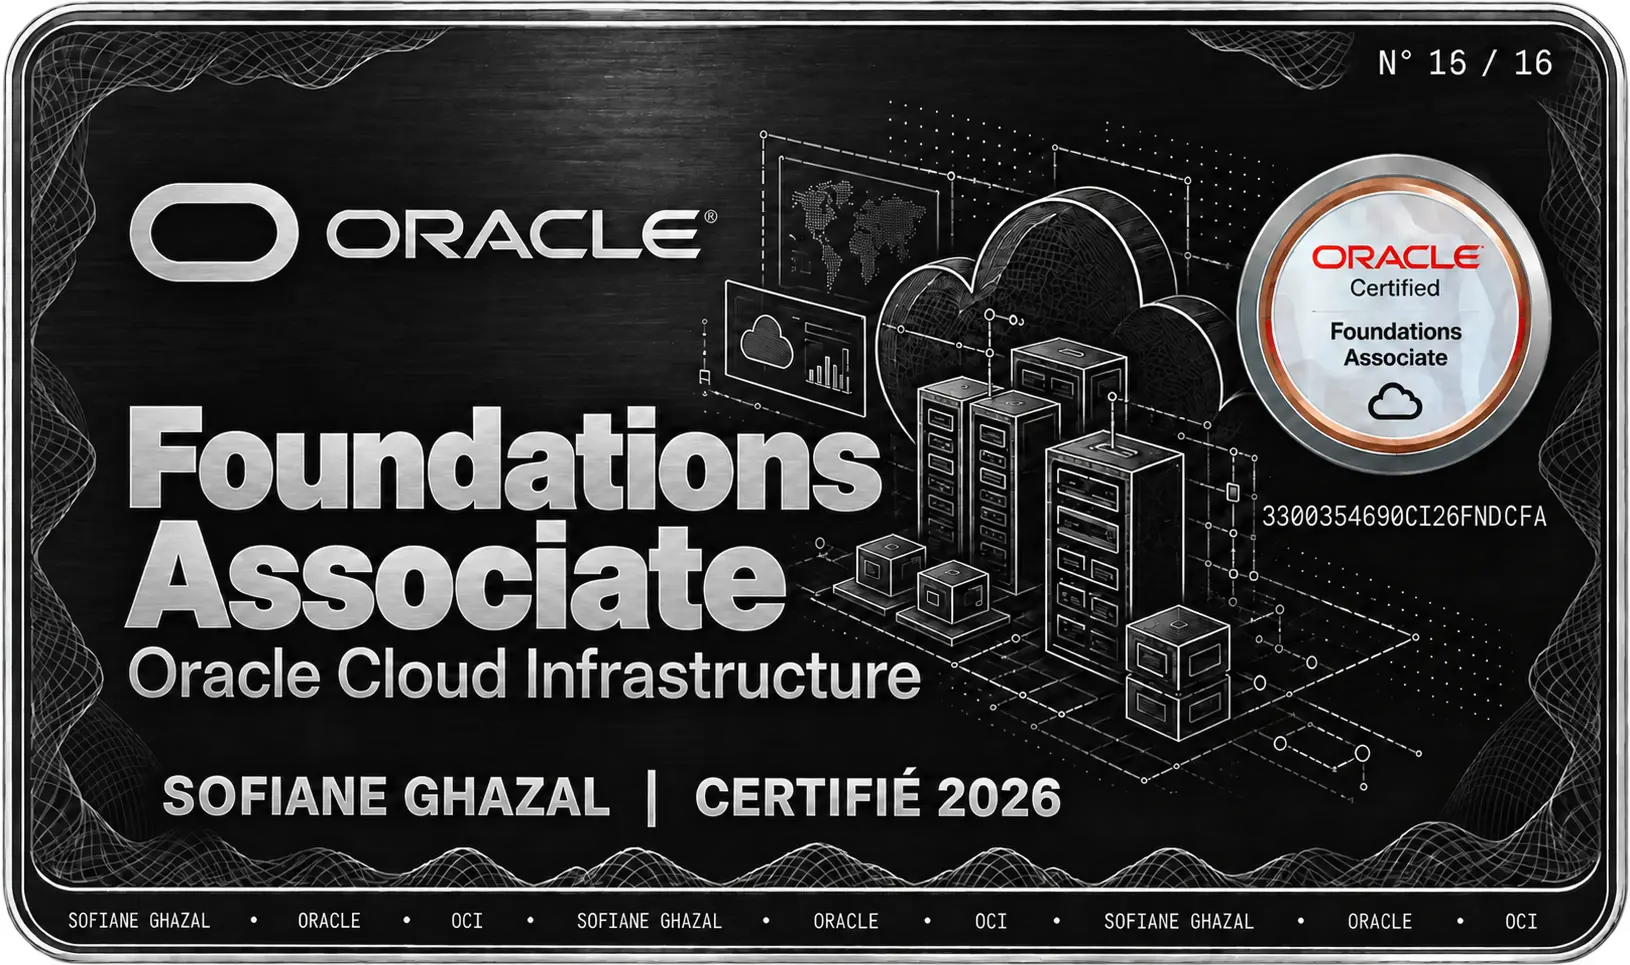 N° 15 / 16
ORACLE®
ORACLE
Certified
Foundations
Associate
Foundations
Associate
Oracle Cloud Infrastructure
3300354690CI26FNDCFA
SOFIANE GHAZAL | CERTIFIÉ 2026
SOFIANE GHAZAL • ORACLE • OCI • SOFIANE GHAZAL • ORACLE • OCI • SOFIANE GHAZAL • ORACLE • OCI